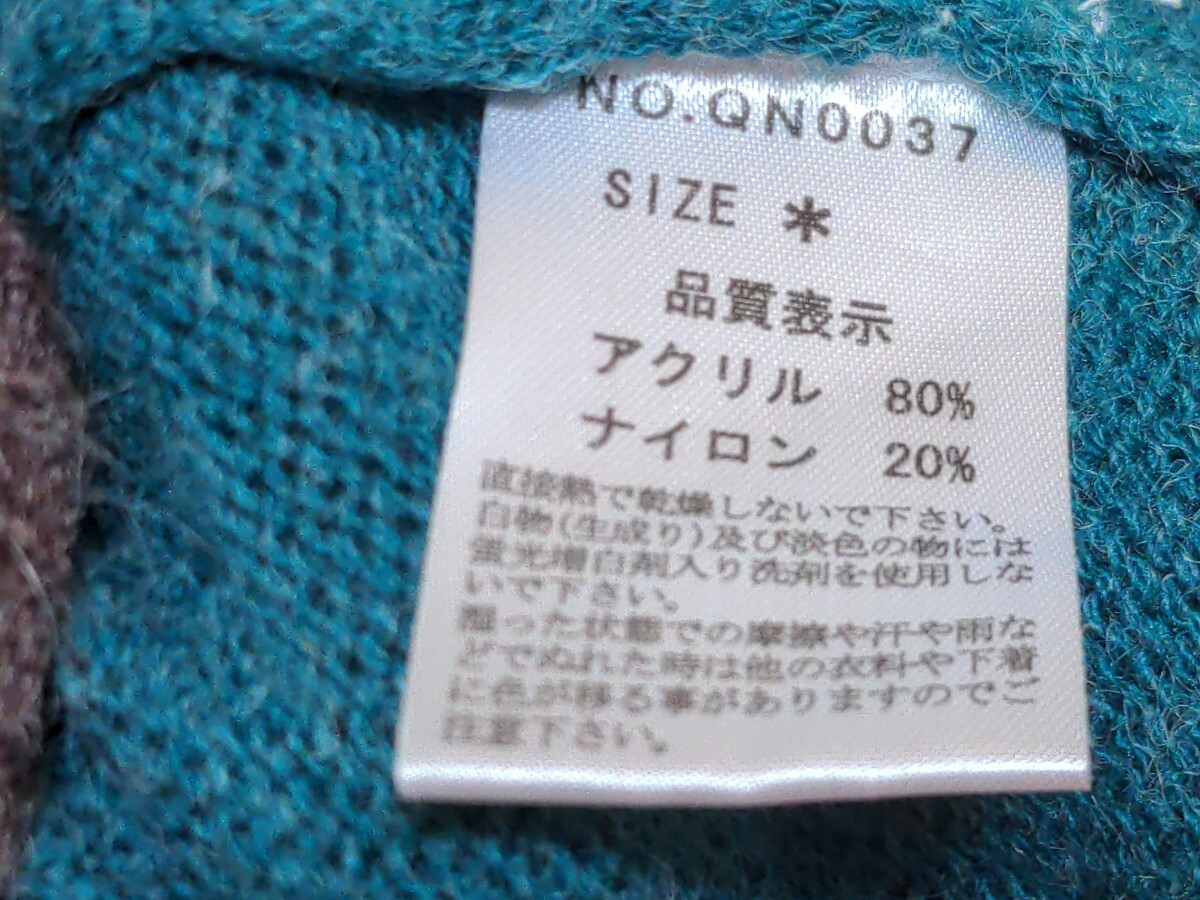 NO.QN0037
SIZE *
品質表示
アクリル 80%
ナイロン 20%
直接熱で乾燥しないで下さい。
白物(生成り)及び淡色の物には
蛍光増白剤入り洗剤を使用しな
いで下さい。
湿った状態での摩擦や汗や雨な
どでぬれた時は他の衣料や下着
に色が移る事がありますのでご
注意下さい。